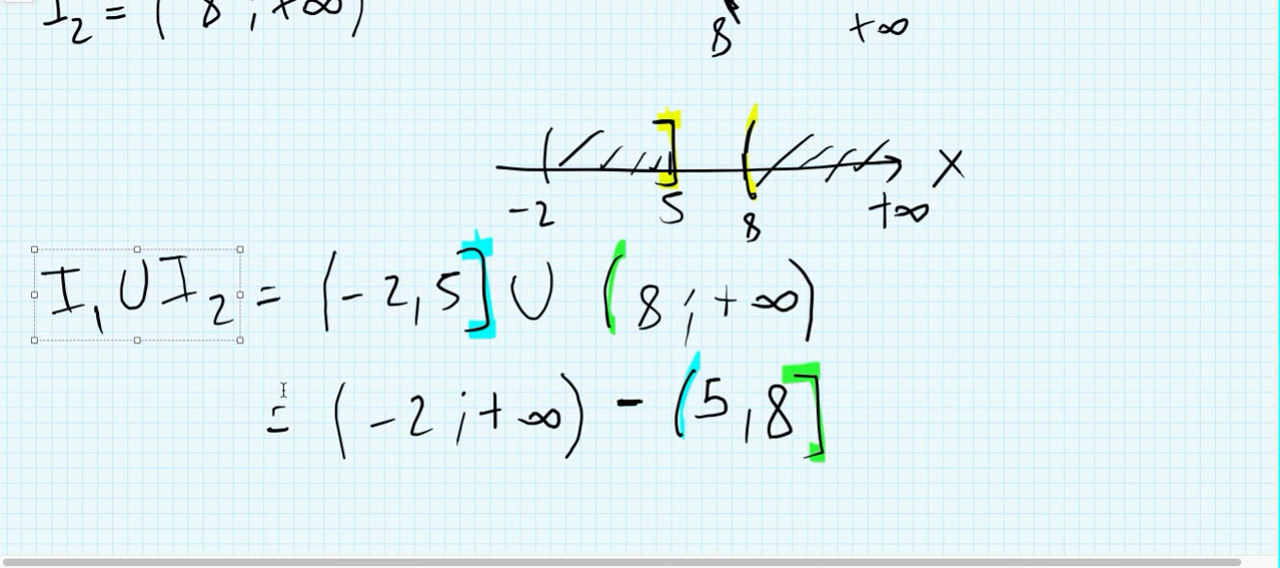 I₂ = ( 8 ; +∞)
8 +∞
( ] ( X
-2 5 8 +∞
I₁ U I₂ = (-2, 5] U (8 ; +∞)
= (-2 ; +∞) - (5, 8]